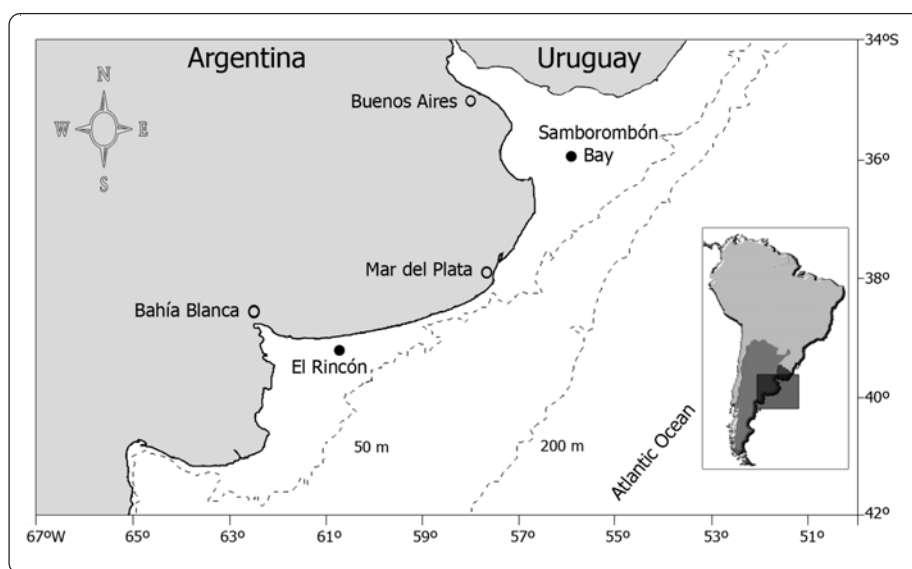 34ºS
Argentina
Uruguay
N
W
E
S
Buenos Aires
Samborombón
Bay
36º
Mar del Plata
38º
Bahía Blanca
El Rincón
40º
50 m
200 m
Atlantic Ocean
42º
67ºW
65º
63º
61º
59º
57º
55º
53º
51º